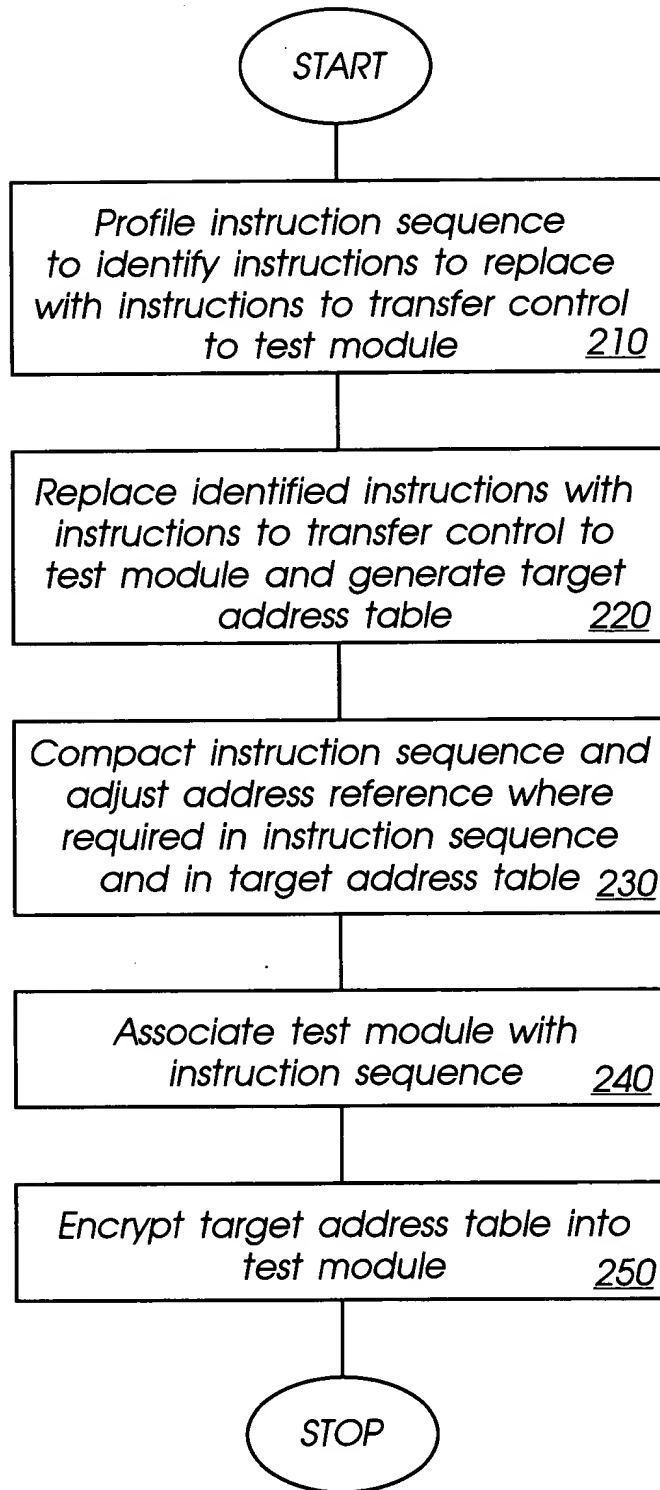 START
Profile instruction sequence
to identify instructions to replace
with instructions to transfer control
to test module 210
Replace identified instructions with
instructions to transfer control to
test module and generate target
address table 220
Compact instruction sequence and
adjust address reference where
required in instruction sequence
and in target address table 230
Associate test module with
instruction sequence 240
Encrypt target address table into
test module 250
STOP